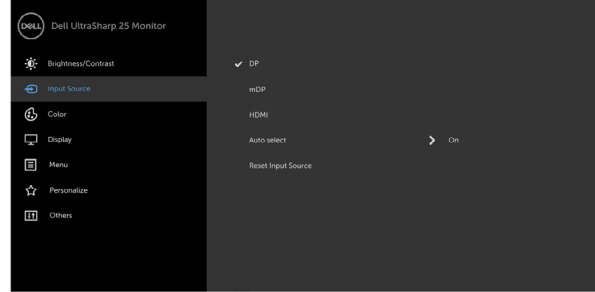 DELL
Dell UltraSharp 25 Monitor
Brightness/Contrast
Input Source
Color
Display
Menu
Personalize
Others
DP
mDP
HDMI
Auto select
On
Reset Input Source